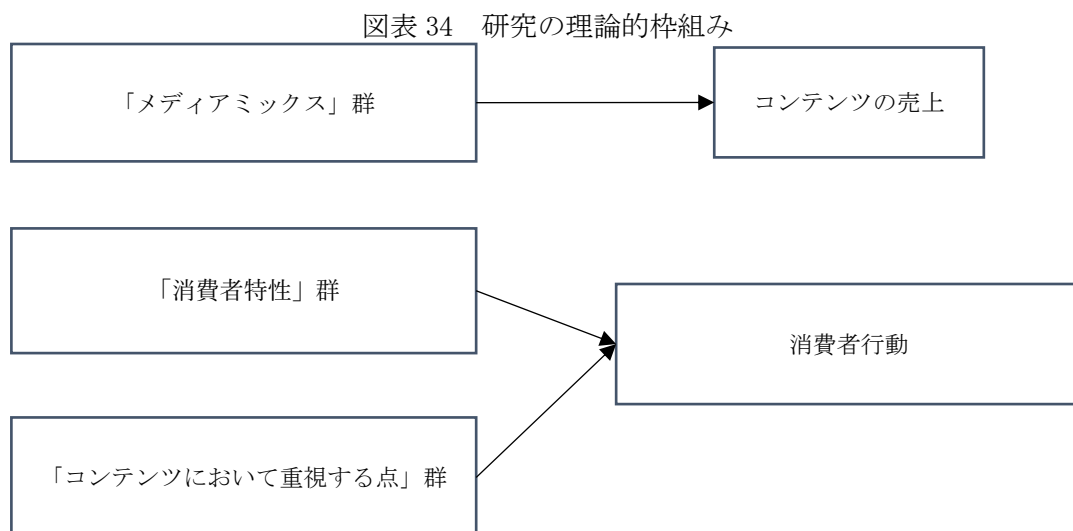 図表 34　研究の理論的枠組み
「メディアミックス」群
コンテンツの売上
「消費者特性」群
消費者行動
「コンテンツにおいて重視する点」群